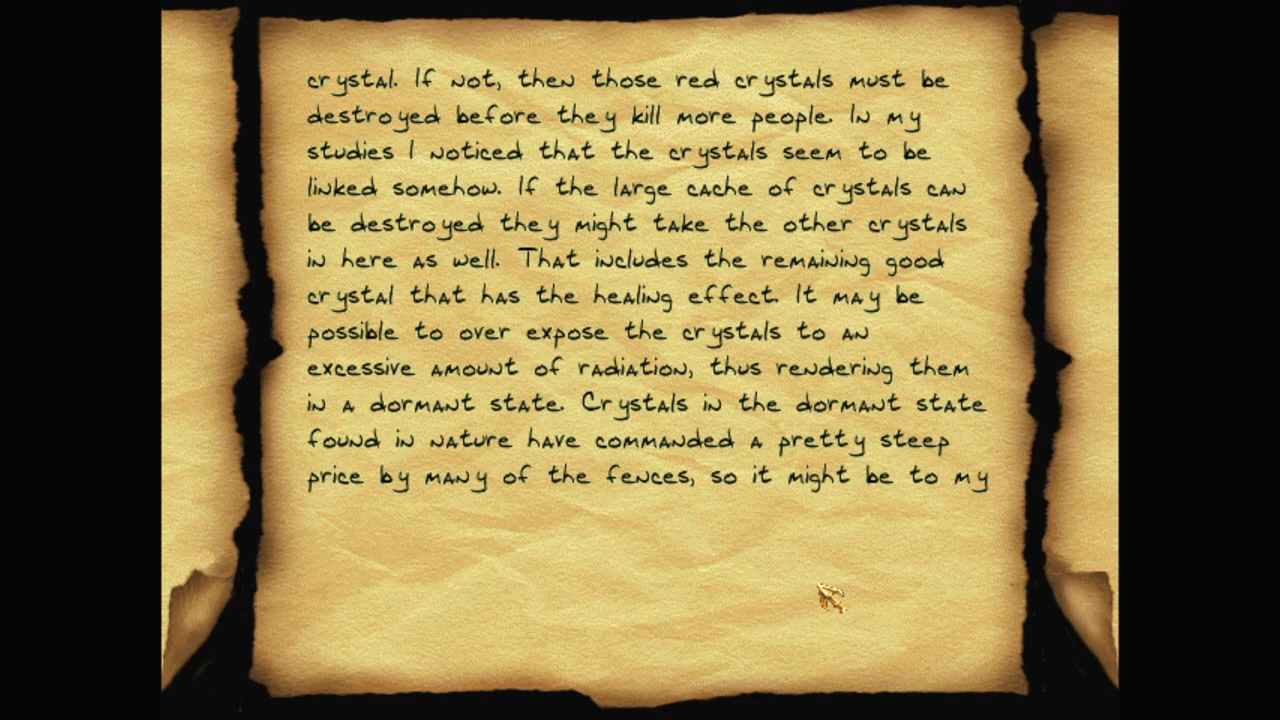 crystal. If not, then those red crystals must be
destroyed before they kill more people. In my
studies I noticed that the crystals seem to be
linked somehow. If the large cache of crystals can
be destroyed they might take the other crystals
in here as well. That includes the remaining good
crystal that has the healing effect. It may be
possible to over expose the crystals to an
excessive amount of radiation, thus rendering them
in a dormant state. Crystals in the dormant state
found in nature have commanded a pretty steep
price by many of the fences, so it might be to my